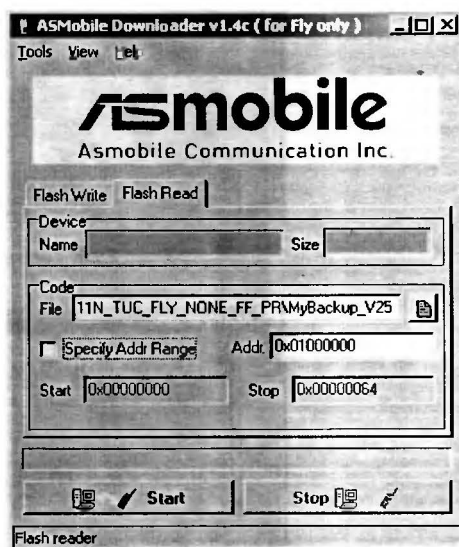 ASMobile Downloader v1.4c ( for Fly only )
Tools View Help
ASmobile
Asmobile Communication Inc.
Flash Write Flash Read
Device
Name Size
Code
File 11N_TUC_FLY_NONE_FF_PR\MyBackup_V25
Specify Addr Range Addr. 0x01000000
Start 0x00000000 Stop 0x00000064
Start Stop
Flash reader